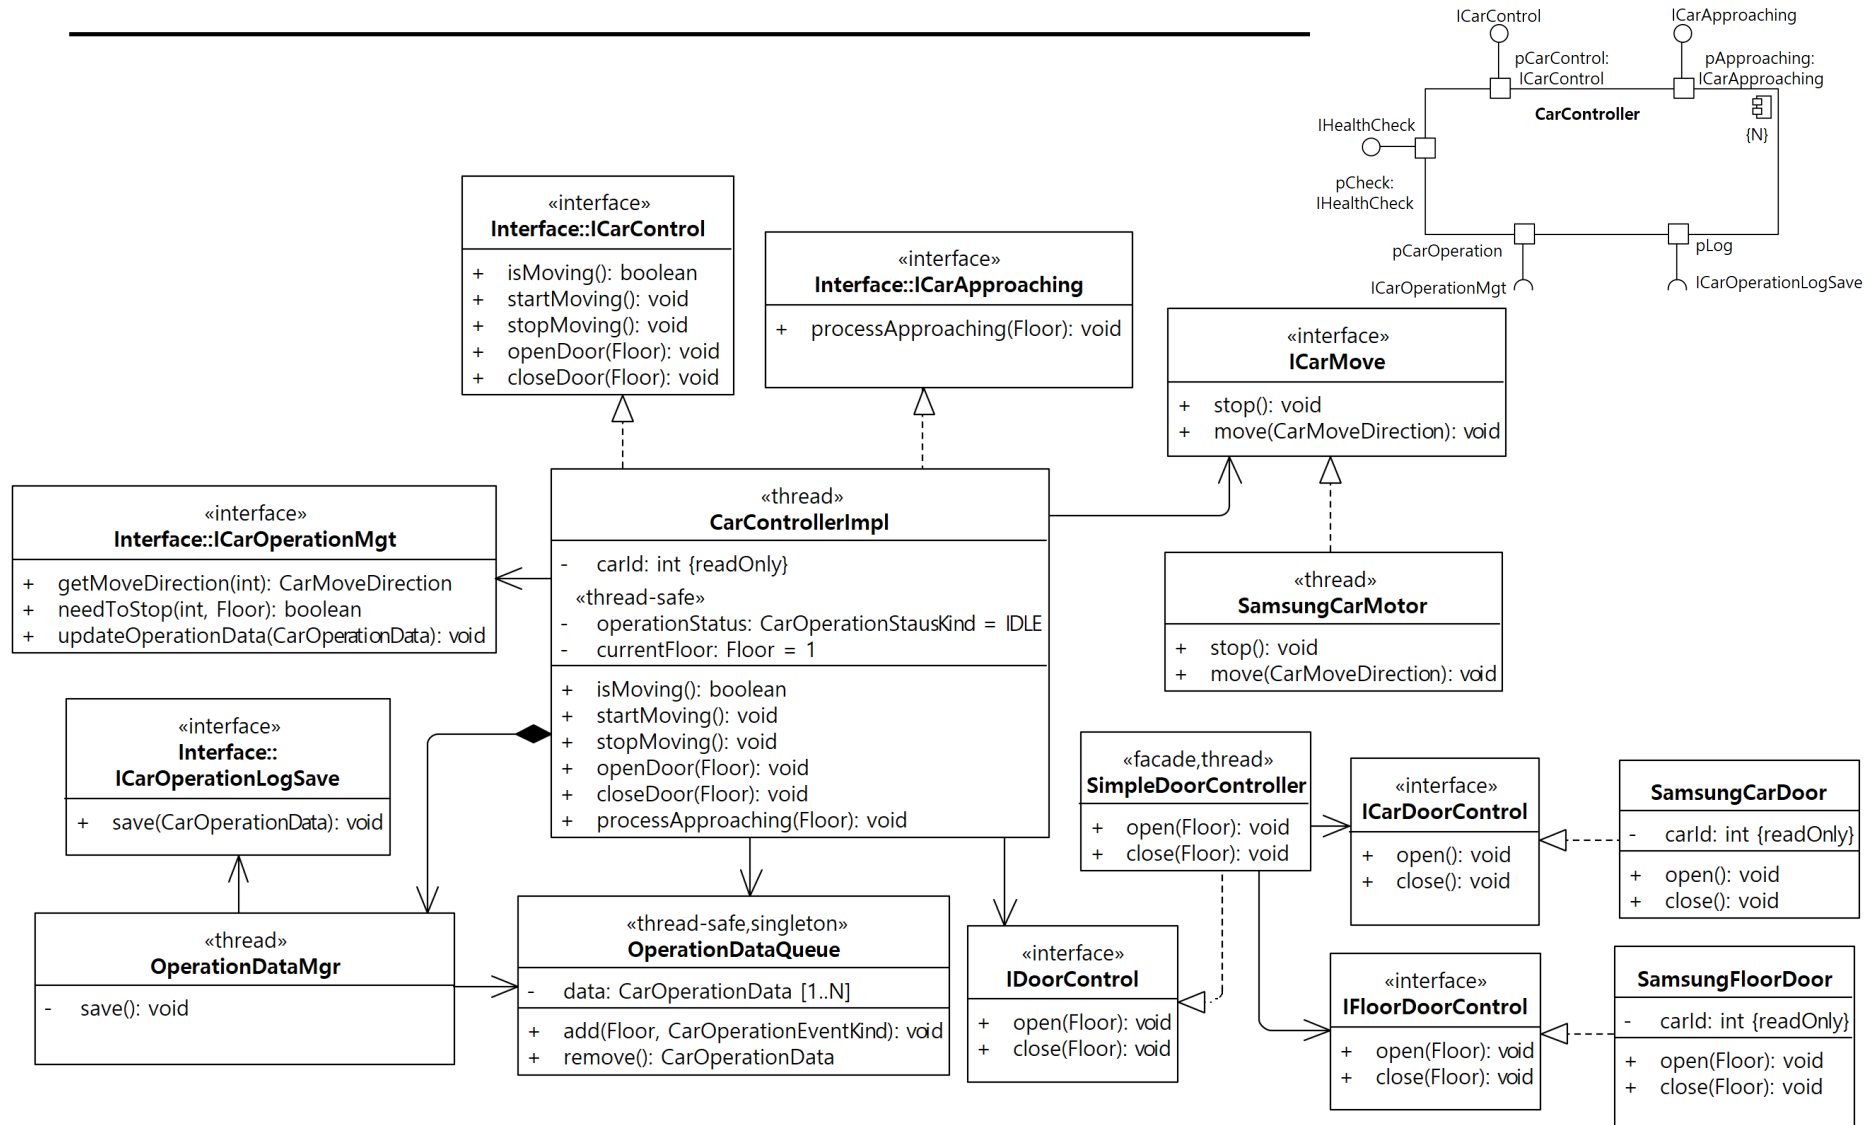 ICarControl
ICarApproaching
pCarControl:
ICarControl
pApproaching:
ICarApproaching
CarController
{N}
IHealthCheck
pCheck:
IHealthCheck
pCarOperation
pLog
ICarOperationMgt
ICarOperationLogSave
«interface»
Interface::ICarControl
+ isMoving(): boolean
+ startMoving(): void
+ stopMoving(): void
+ openDoor(Floor): void
+ closeDoor(Floor): void
«interface»
Interface::ICarApproaching
+ processApproaching(Floor): void
«interface»
ICarMove
+ stop(): void
+ move(CarMoveDirection): void
«interface»
Interface::ICarOperationMgt
+ getMoveDirection(int): CarMoveDirection
+ needToStop(int, Floor): boolean
+ updateOperationData(CarOperationData): void
«thread»
CarControllerImpl
- carId: int {readOnly}
«thread-safe»
- operationStatus: CarOperationStausKind = IDLE
- currentFloor: Floor = 1
+ isMoving(): boolean
+ startMoving(): void
+ stopMoving(): void
+ openDoor(Floor): void
+ closeDoor(Floor): void
+ processApproaching(Floor): void
«thread»
SamsungCarMotor
+ stop(): void
+ move(CarMoveDirection): void
«interface»
Interface::
ICarOperationLogSave
+ save(CarOperationData): void
«facade,thread»
SimpleDoorController
+ open(Floor): void
+ close(Floor): void
«interface»
ICarDoorControl
+ open(): void
+ close(): void
SamsungCarDoor
- carId: int {readOnly}
+ open(): void
+ close(): void
«thread»
OperationDataMgr
- save(): void
«thread-safe,singleton»
OperationDataQueue
- data: CarOperationData [1..N]
+ add(Floor, CarOperationEventKind): void
+ remove(): CarOperationData
«interface»
IDoorControl
+ open(Floor): void
+ close(Floor): void
«interface»
IFloorDoorControl
+ open(Floor): void
+ close(Floor): void
SamsungFloorDoor
- carId: int {readOnly}
+ open(Floor): void
+ close(Floor): void